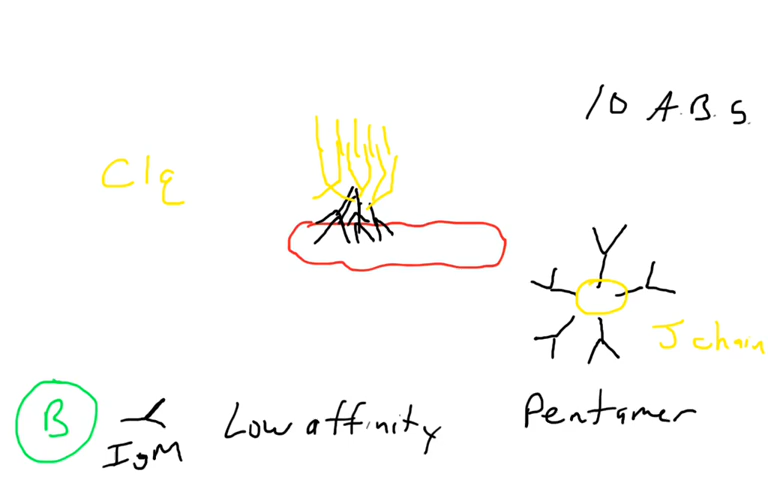 10 A.B.S.
C1q
J chain
B
IgM
Low affinity
Pentamer